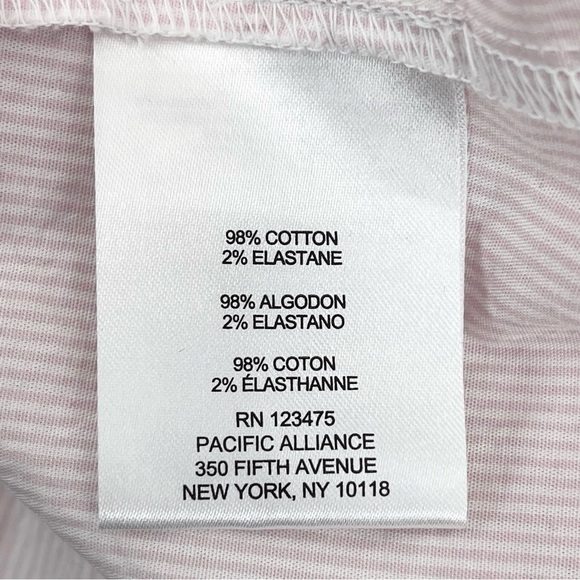 98% COTTON
2% ELASTANE
98% ALGODON
2% ELASTANO
98% COTON
2% ÉLASTHANNE
RN 123475
PACIFIC ALLIANCE
350 FIFTH AVENUE
NEW YORK, NY 10118